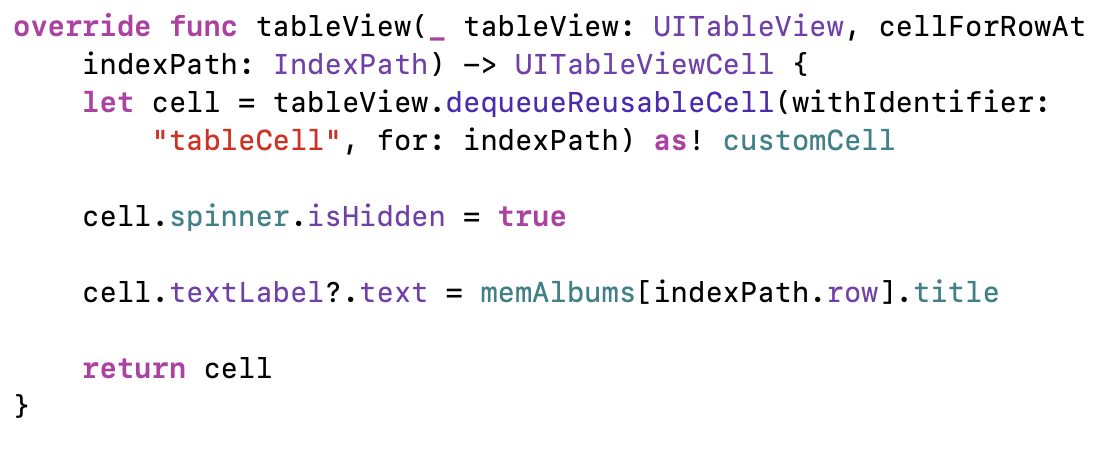 override func tableView(_ tableView: UITableView, cellForRowAt
indexPath: IndexPath) -> UITableViewCell {
let cell = tableView.dequeueReusableCell(withIdentifier:
"tableCell", for: indexPath) as! customCell
cell.spinner.isHidden = true
cell.textLabel?.text = memAlbums[indexPath.row].title
return cell
}